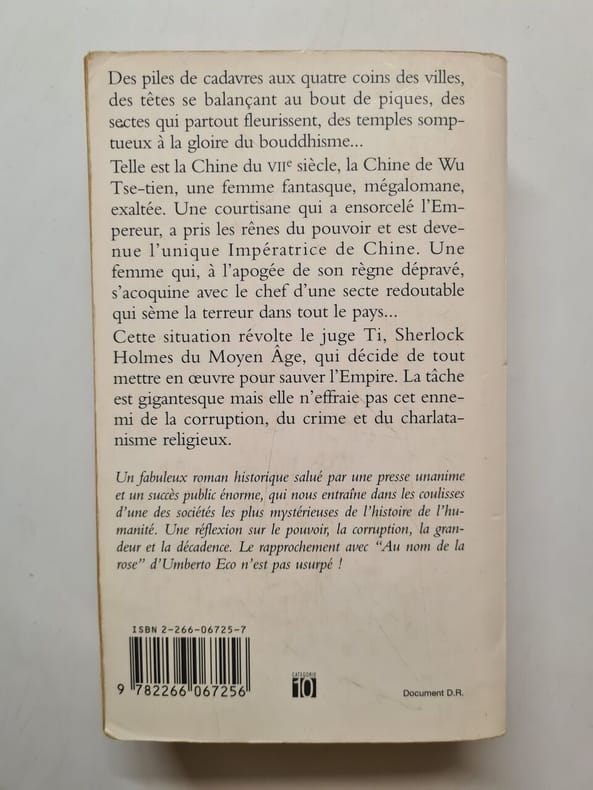 Des piles de cadavres aux quatre coins des villes,
des têtes se balançant au bout de piques, des
sectes qui partout fleurissent, des temples somp-
tueux à la gloire du bouddhisme...
Telle est la Chine du VIIe siècle, la Chine de Wu
Tse-tien, une femme fantasque, mégalomane,
exaltée. Une courtisane qui a ensorcelé l'Em-
pereur, a pris les rênes du pouvoir et est deve-
nue l'unique Impératrice de Chine. Une
femme qui, à l'apogée de son règne dépravé,
s'acoquine avec le chef d'une secte redoutable
qui sème la terreur dans tout le pays...
Cette situation révolte le juge Ti, Sherlock
Holmes du Moyen Âge, qui décide de tout
mettre en œuvre pour sauver l'Empire. La tâche
est gigantesque mais elle n'effraie pas cet enne-
mi de la corruption, du crime et du charlata-
nisme religieux.
Un fabuleux roman historique salué par une presse unanime
et un succès public énorme, qui nous entraîne dans les coulisses
d'une des sociétés les plus mystérieuses de l'histoire de l'hu-
manité. Une réflexion sur le pouvoir, la corruption, la gran-
deur et la décadence. Le rapprochement avec "Au nom de la
rose" d'Umberto Eco n'est pas usurpé !
ISBN 2-266-06725-7
9 782266 067256
CATÉGORIE
10
Document D.R.